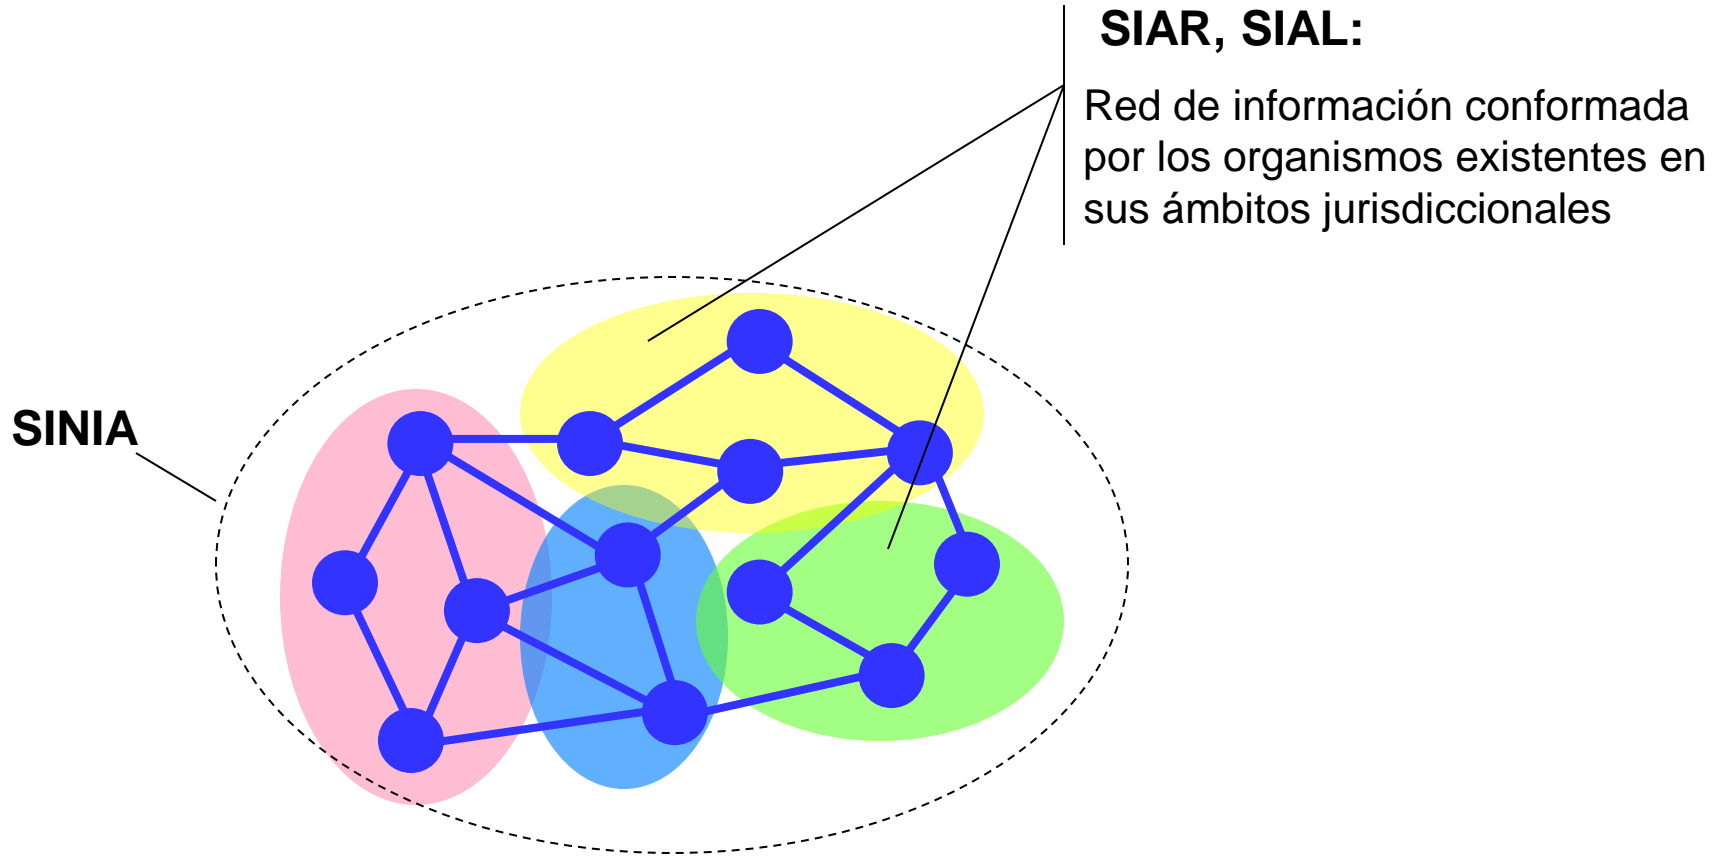 SIAR, SIAL:
Red de información conformada
por los organismos existentes en
sus ámbitos jurisdiccionales
SINIA